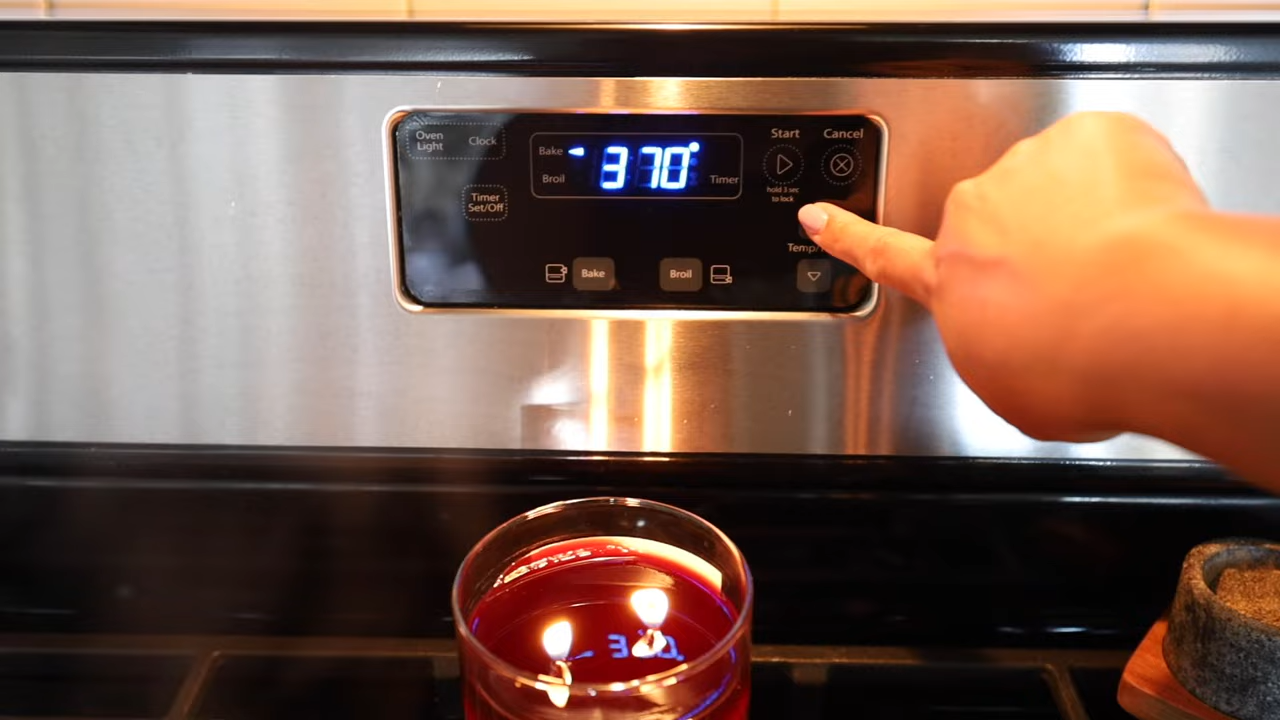 Oven
Light
Clock
Timer
Set/Off
Bake
Broil
370°
Timer
Start
Cancel
hold 3 sec
to lock
Bake
Broil